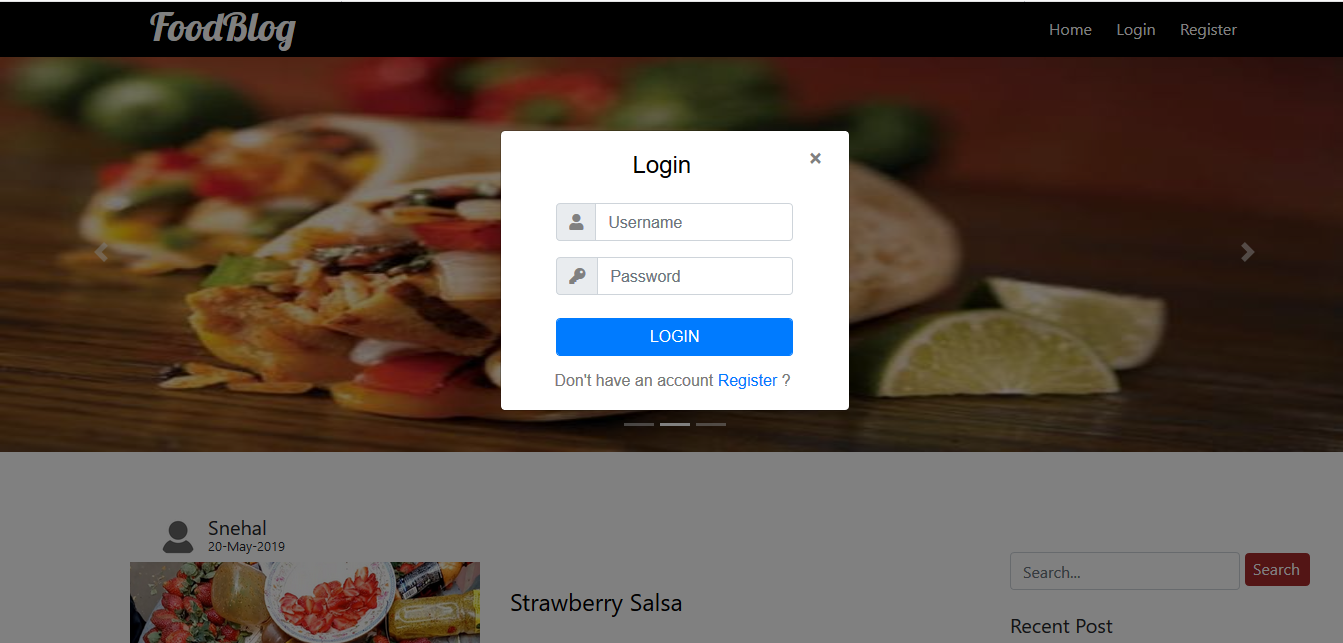 FoodBlog
Home Login Register
Login
×
Username
Password
LOGIN
Don't have an account Register ?
Snehal
20-May-2019
Strawberry Salsa
Search...
Search
Recent Post